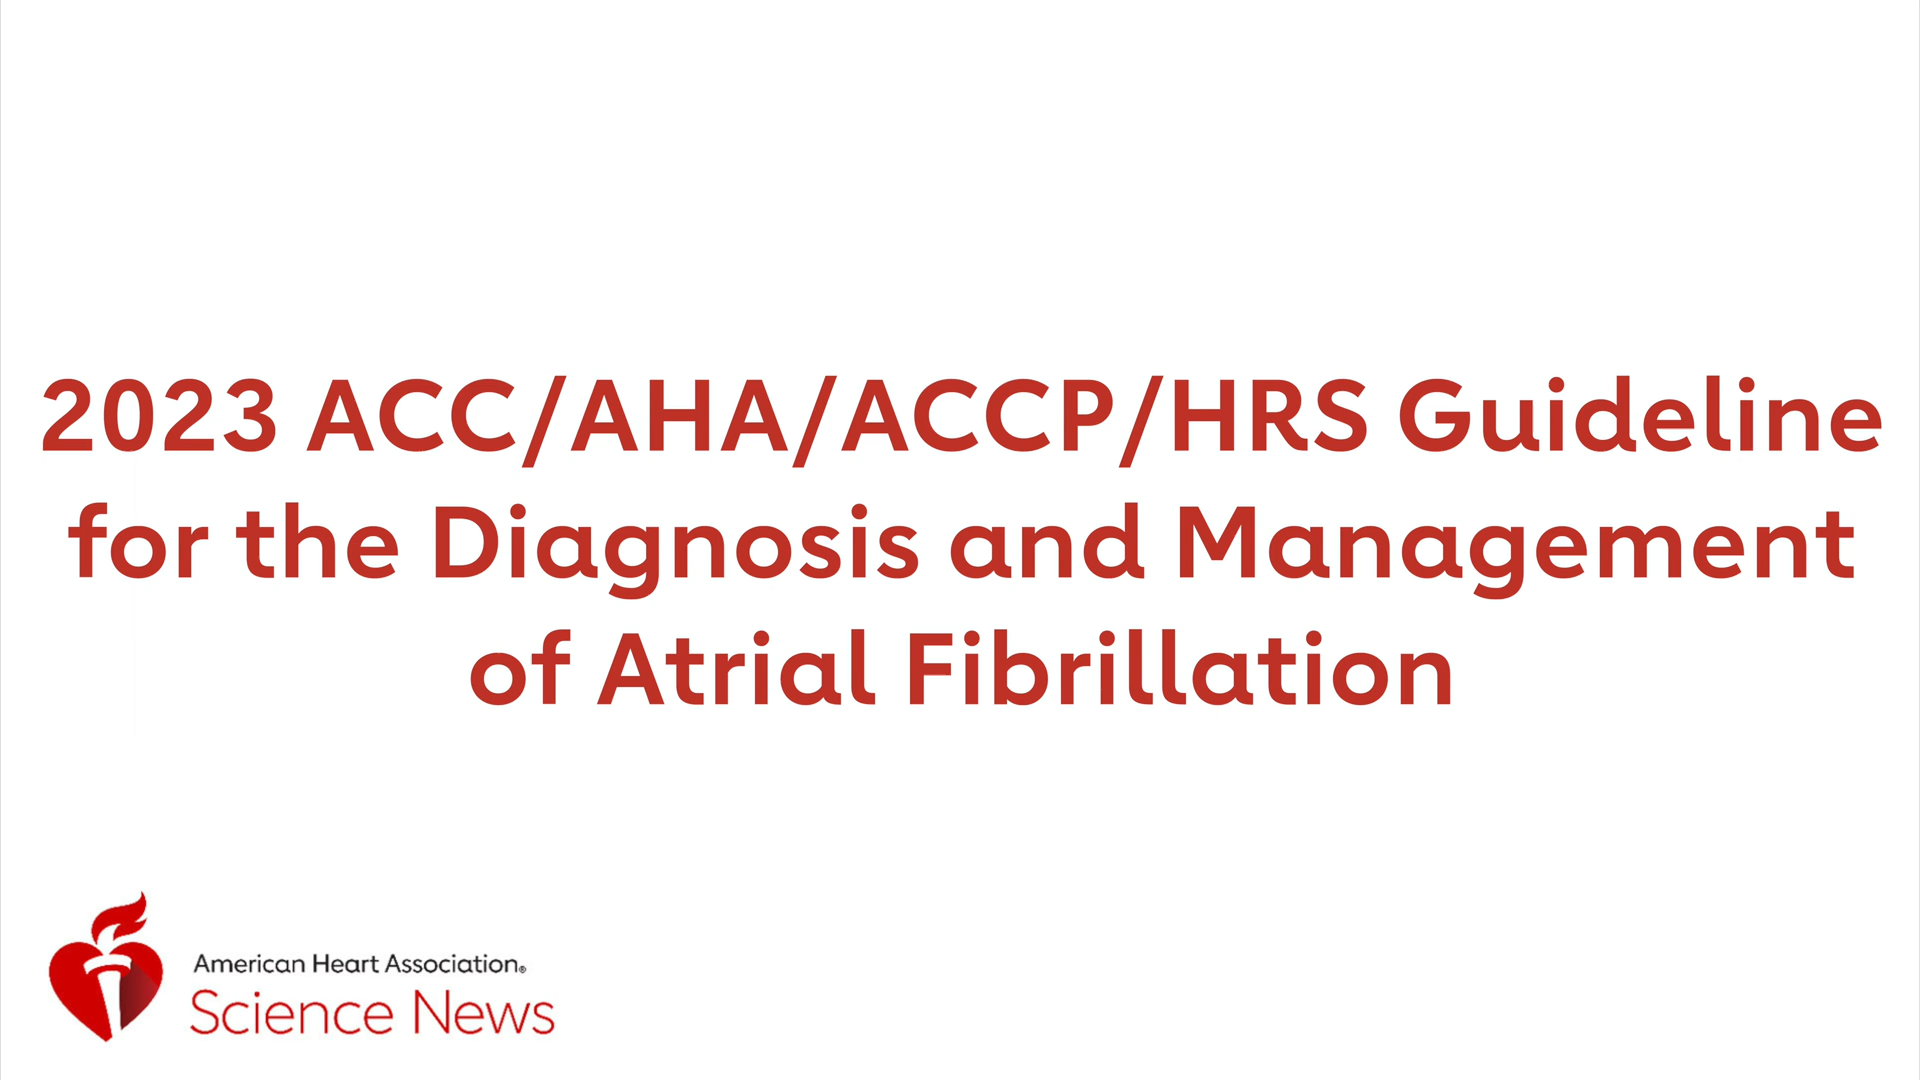 2023 ACC/AHA/ACCP/HRS Guideline
for the Diagnosis and Management
of Atrial Fibrillation
American Heart Association®
Science News